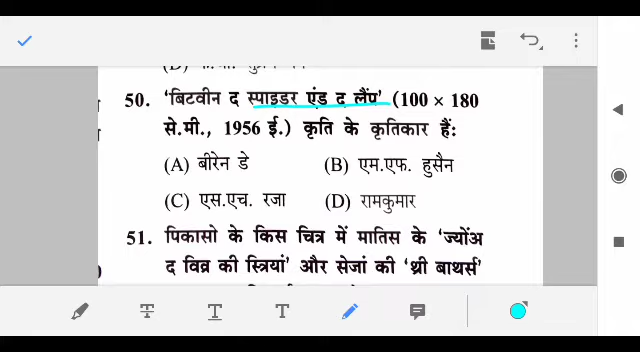 50. 'बिटवीन द स्पाइडर एंड द लैंप' (100 × 180
से.मी., 1956 ई.) कृति के कृतिकार हैं:
(A) बीरेन डे (B) एम.एफ. हुसैन
(C) एस.एच. रजा (D) रामकुमार
51. पिकासो के किस चित्र में मातिस के 'ज्योंअ
द विव्र की स्त्रियां' और सेजां की 'थ्री बाथर्स'
T T T